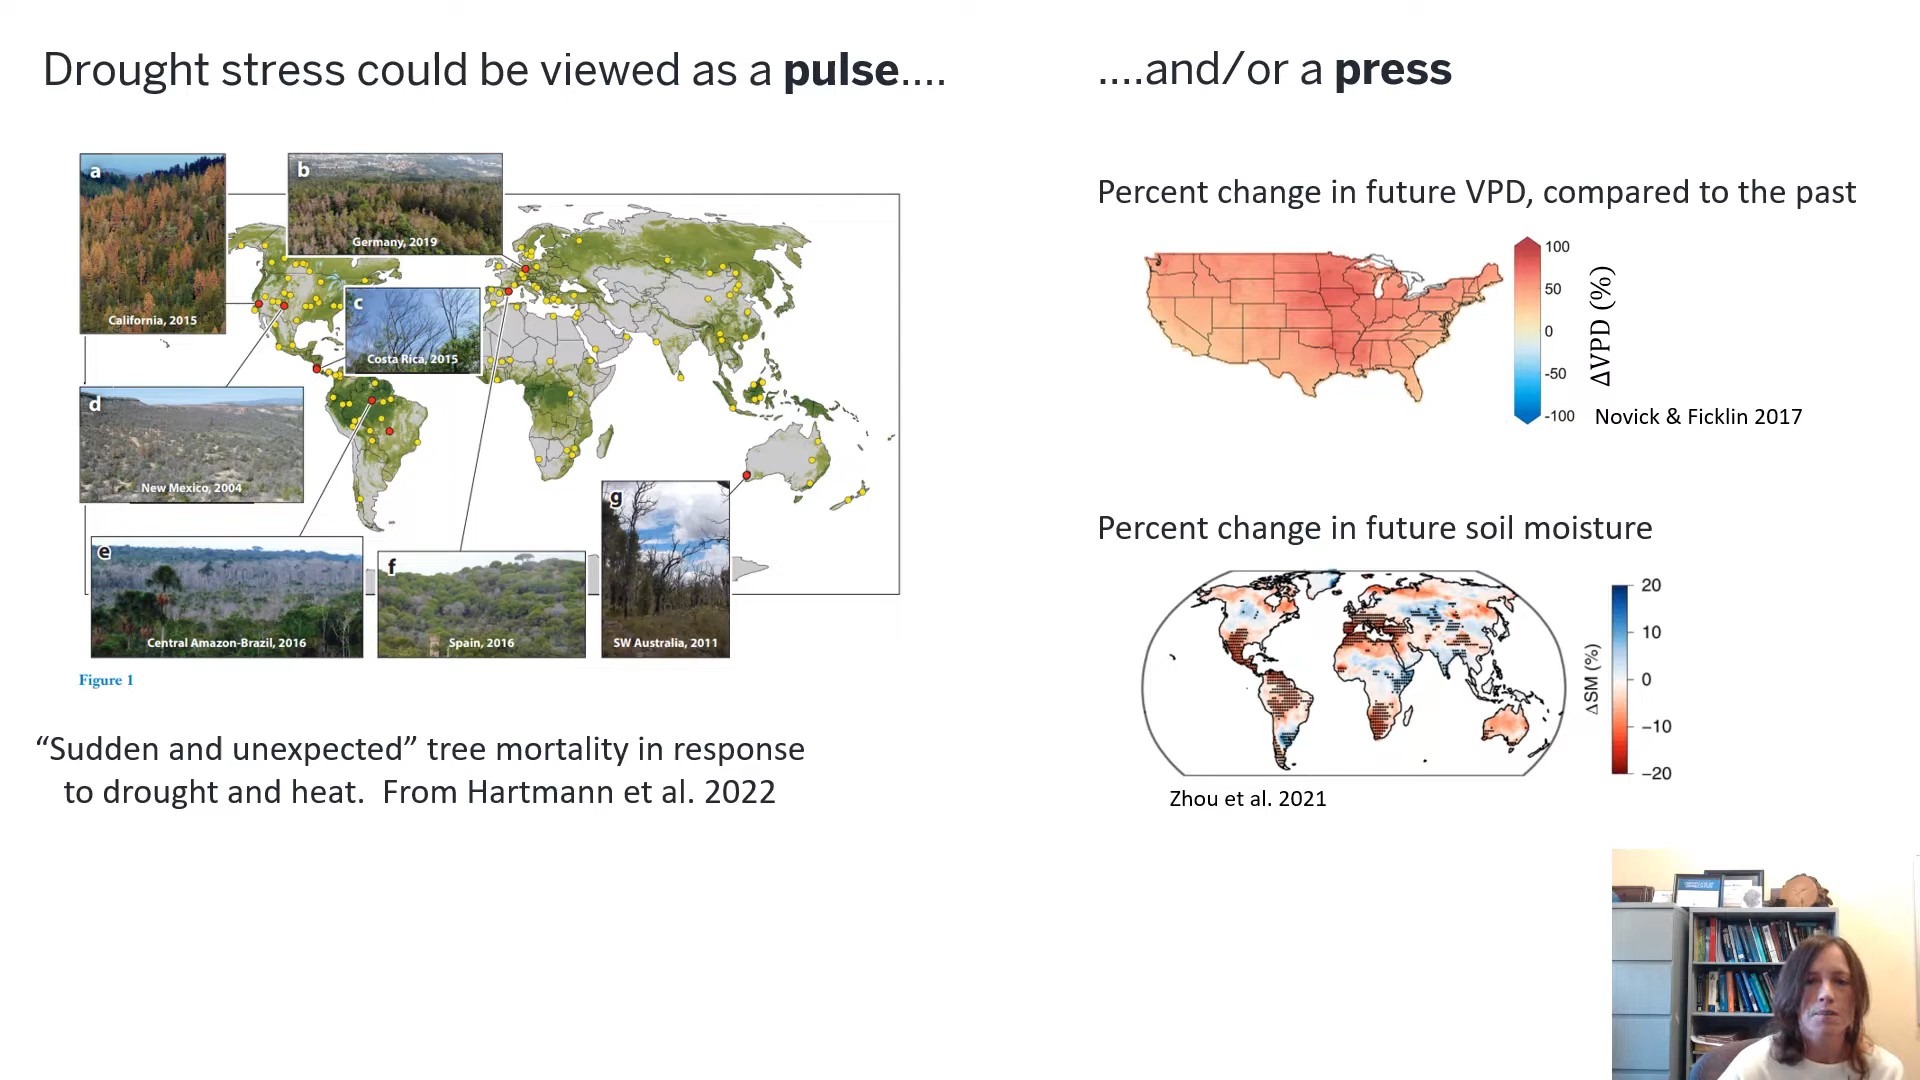 Drought stress could be viewed as a pulse....
....and/or a press
a
California, 2015
b
Germany, 2019
c
Costa Rica, 2015
d
New Mexico, 2004
e
Central Amazon-Brazil, 2016
f
Spain, 2016
g
SW Australia, 2011
Figure 1
“Sudden and unexpected” tree mortality in response
to drought and heat. From Hartmann et al. 2022
Percent change in future VPD, compared to the past
100
50
0
-50
-100
ΔVPD (%)
Novick & Ficklin 2017
Percent change in future soil moisture
20
10
0
−10
−20
ΔSM (%)
Zhou et al. 2021